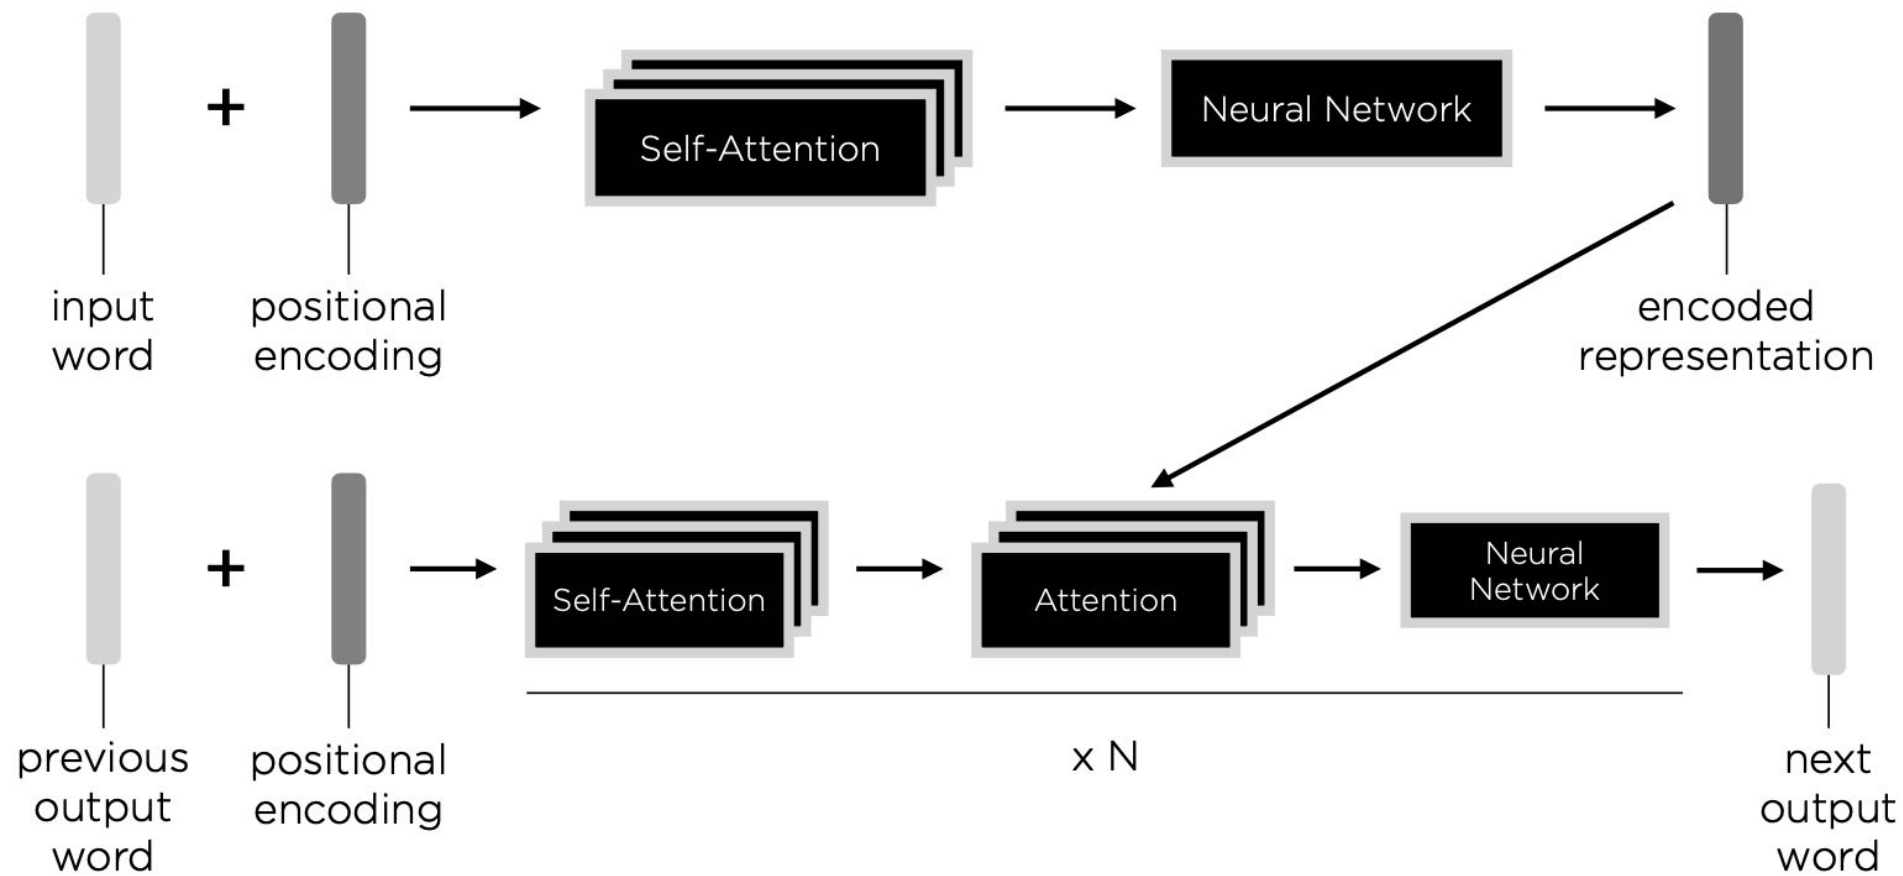 Self-Attention
Neural Network
input
word
positional
encoding
encoded
representation
Self-Attention
Attention
Neural
Network
previous
output
word
positional
encoding
x N
next
output
word